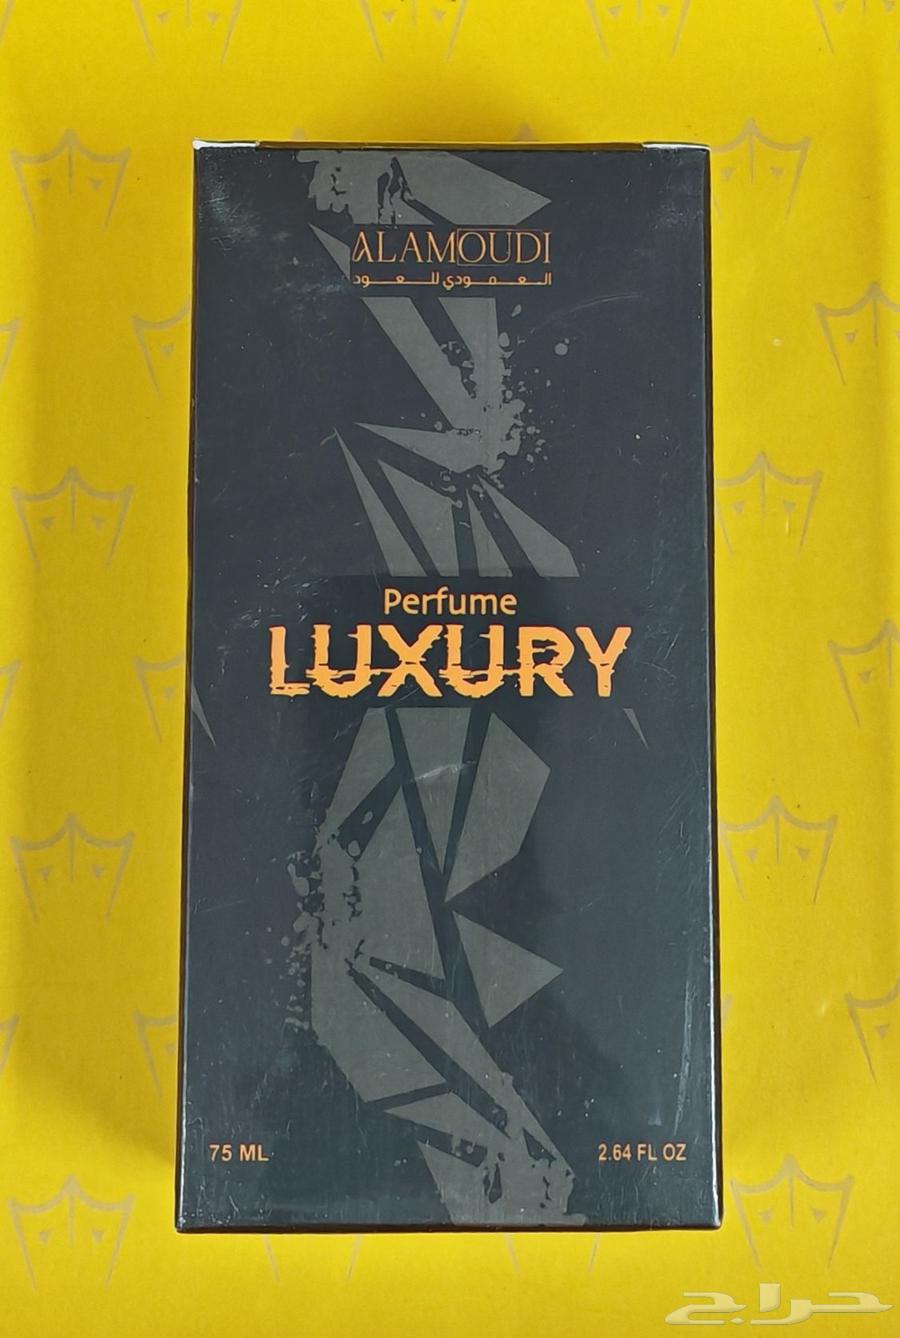 ALAMOUDI
العمودي للعود
Perfume
LUXURY
75 ML
2.64 FL OZ
حراج